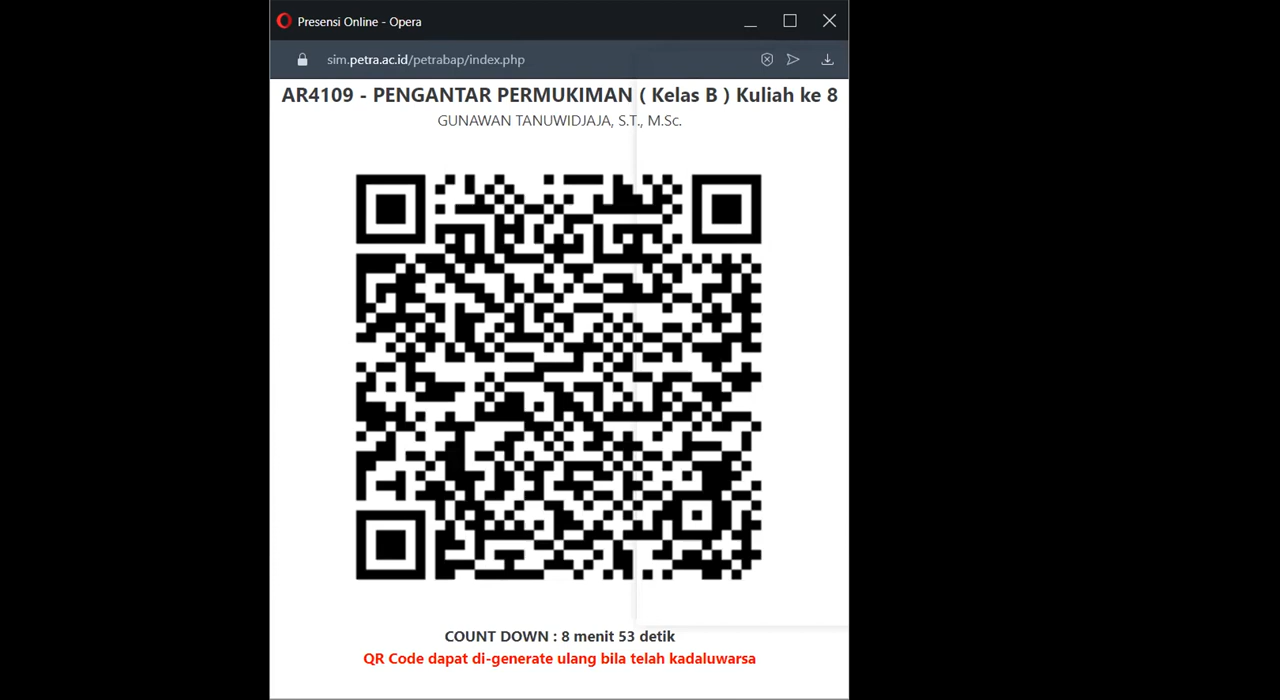 Presensi Online - Opera
sim.petra.ac.id/petrabap/index.php
AR4109 - PENGANTAR PERMUKIMAN ( Kelas B ) Kuliah ke 8
GUNAWAN TANUWIDJAJA, S.T., M.Sc.
COUNT DOWN : 8 menit 53 detik
QR Code dapat di-generate ulang bila telah kadaluwarsa